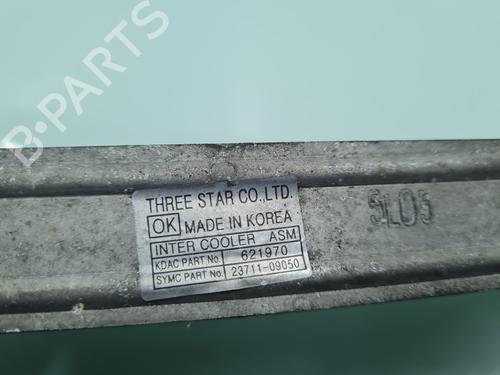 B-PARTS
THREE STAR CO.,LTD.
OK MADE IN KOREA
INTER COOLER ASM
KDAC PART No. 621970
SYMC PART No. 23711-09050
5L05